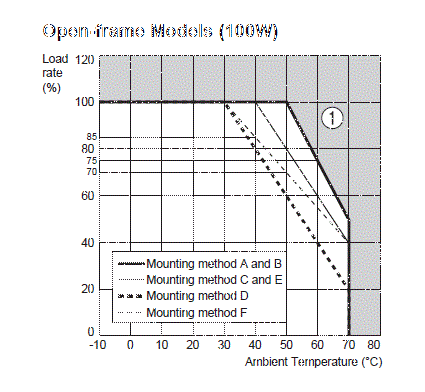 Open-frame Models (100W)
Load rate (%)
120
100
85
80
75
70
60
40
20
0
1
Mounting method A and B
Mounting method C and E
Mounting method D
Mounting method F
-10 0 10 20 30 40 50 60 70 80
Ambient Temperature (°C)